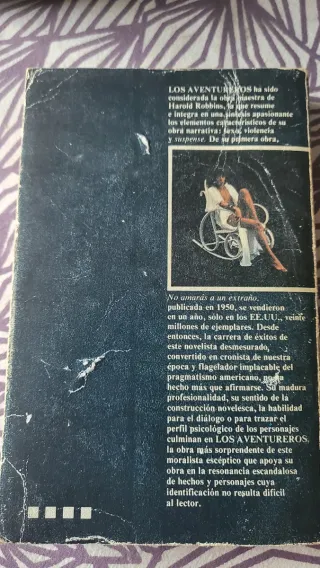 LOS AVENTUREROS ha sido
considerada la obra maestra de
Harold Robbins, la que resume
e integra en una síntesis apasionante
los elementos característicos de su
obra narrativa: sexo, violencia
y suspense. De su primera obra,
No amarás a un extraño,
publicada en 1950, se vendieron
en un año, sólo en los EE.UU., veinte
millones de ejemplares. Desde
entonces, la carrera de éxitos de
este novelista desmesurado,
convertido en cronista de nuestra
época y flagelador implacable del
pragmatismo americano, no ha
hecho más que afirmarse. Su madura
profesionalidad, su sentido de la
construcción novelesca, la habilidad
para el diálogo o para trazar el
perfil psicológico de los personajes
culminan en LOS AVENTUREROS,
la obra más sorprendente de este
moralista escéptico que apoya su
obra en la resonancia escandalosa
de hechos y personajes cuya
identificación no resulta difícil
al lector.